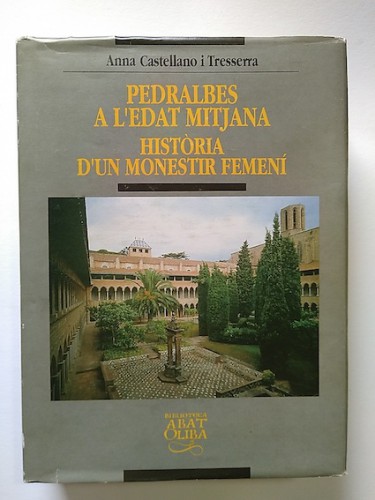 Anna Castellano i Tresserra
PEDRALBES
A L'EDAT MITJANA
HISTÒRIA
D'UN MONESTIR FEMENÍ
BIBLIOTECA
ABAT
OLIBA